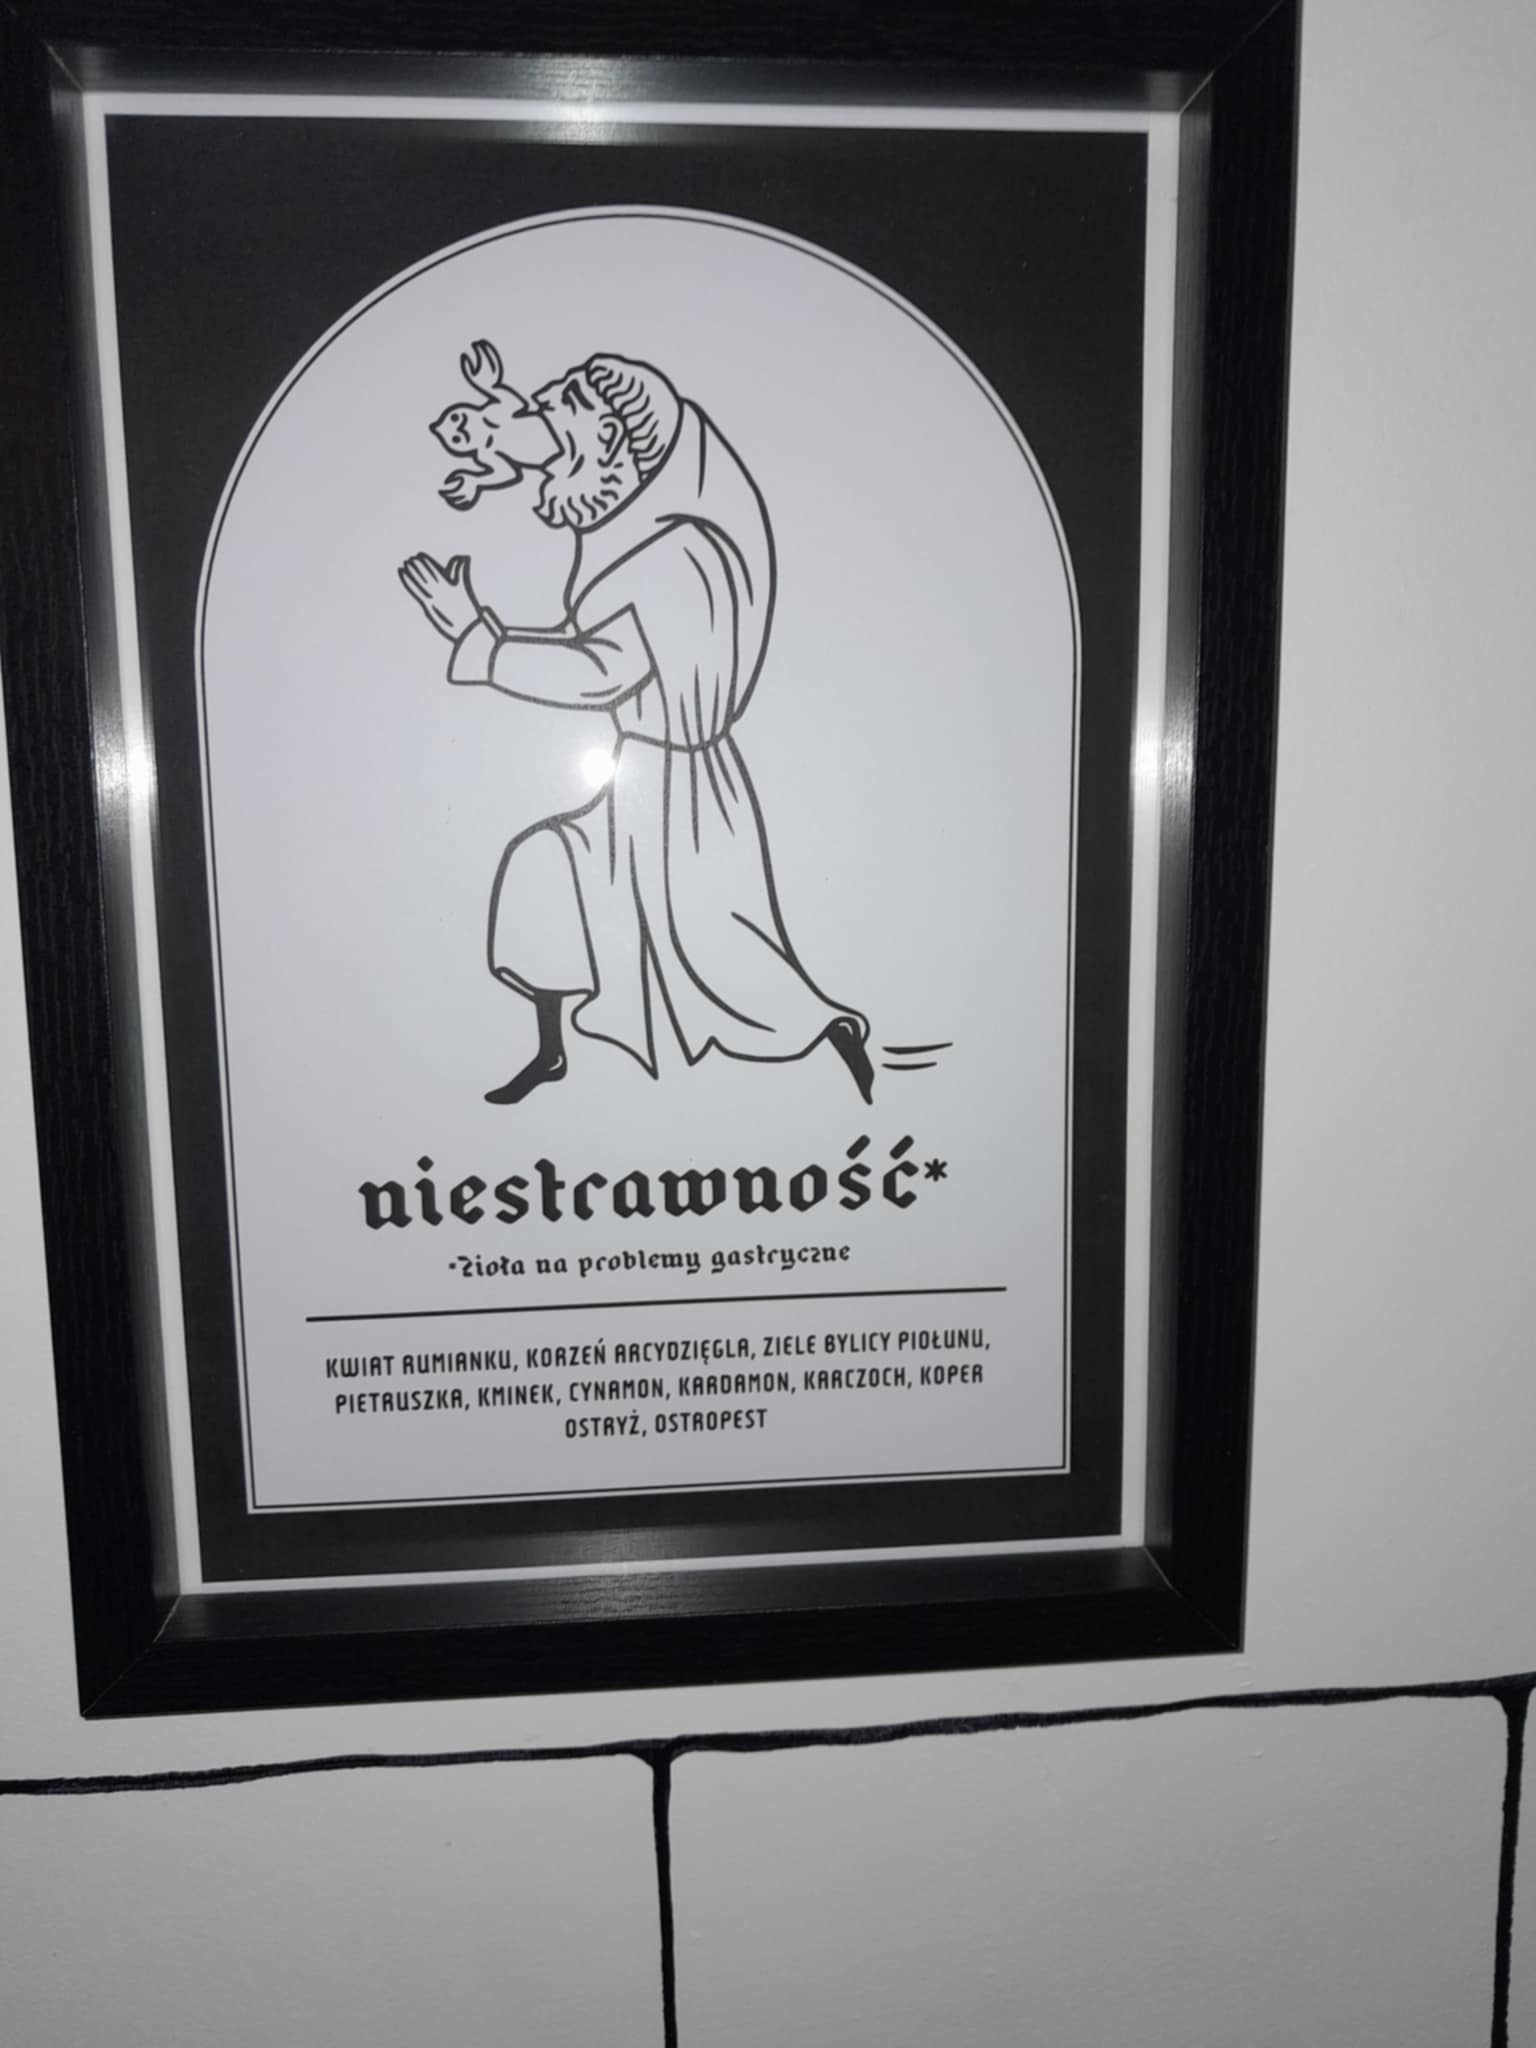 niestrawność*
*Zioła na problemy gastryczne
KWIAT RUMIANKU, KORZEŃ ARCYDZIĘGLA, ZIELE BYLICY PIOŁUNU,
PIETRUSZKA, KMINEK, CYNAMON, KARDAMON, KARCZOCH, KOPER
OSTRYŻ, OSTROPEST